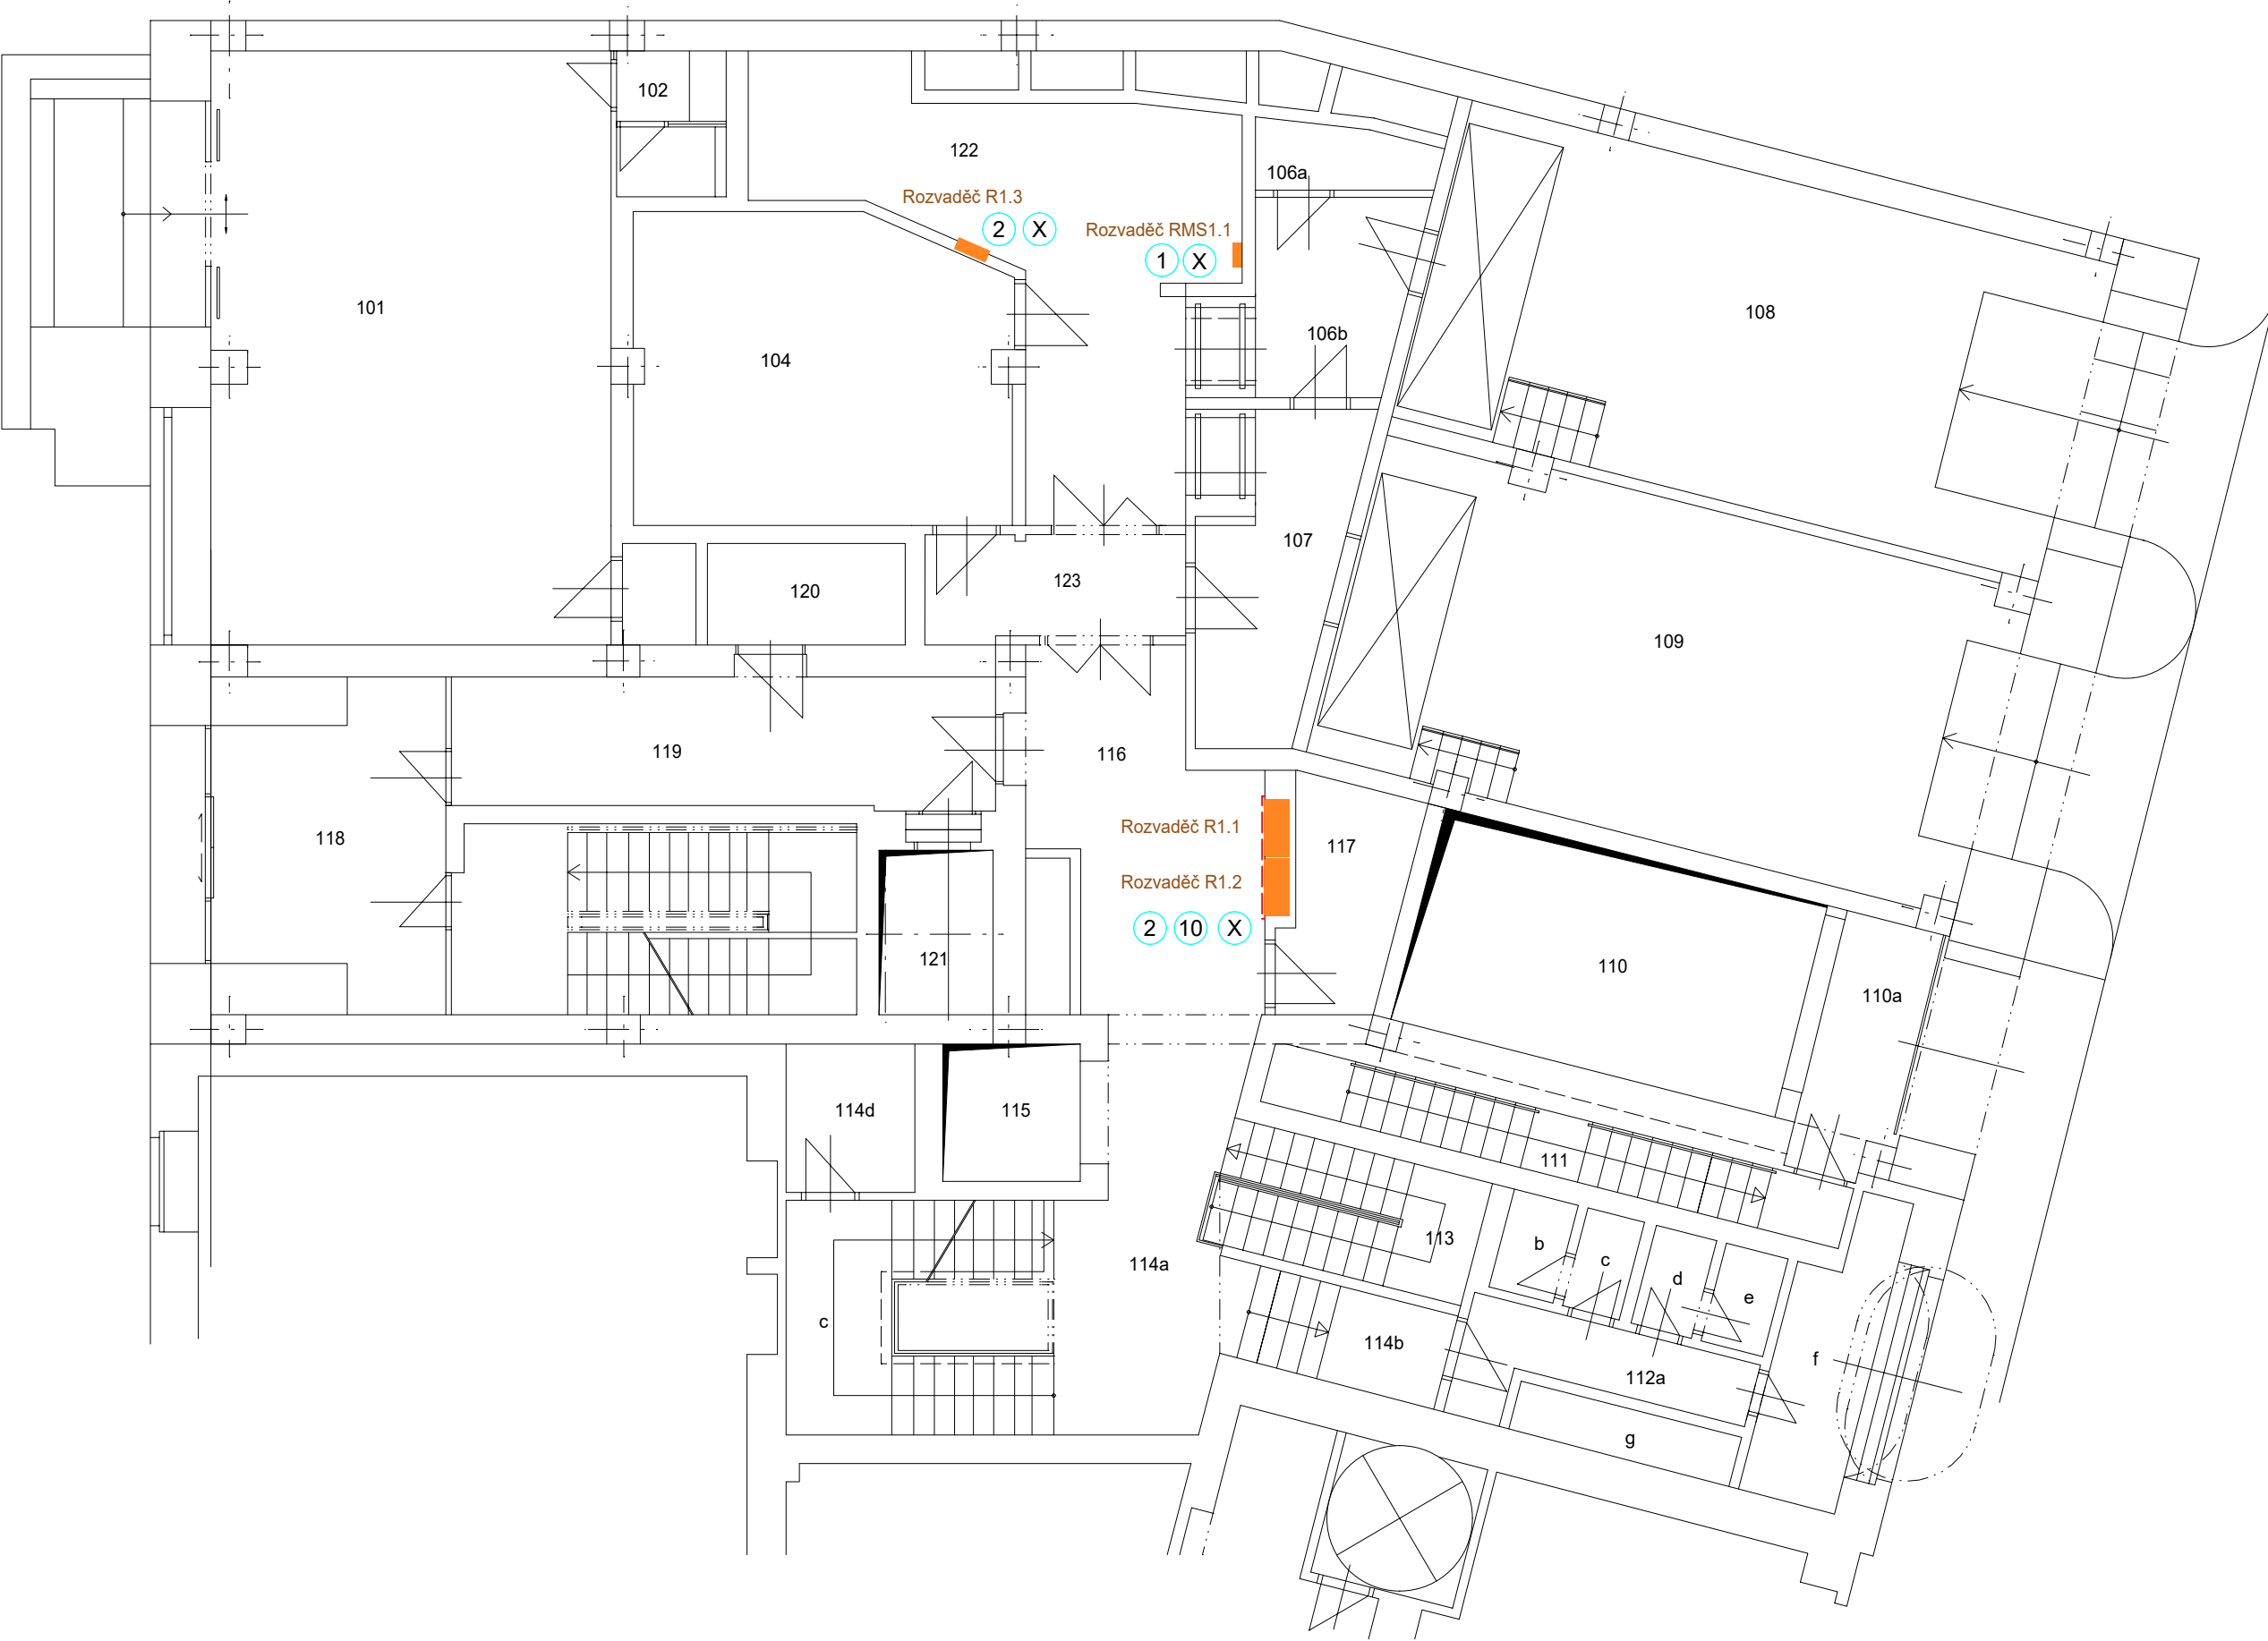 102
122
106a
Rozvaděč R1.3
2 X
Rozvaděč RMS1.1
1 X
101
108
106b
104
107
123
120
109
119
116
118
Rozvaděč R1.1
117
Rozvaděč R1.2
2 10 X
121
110
110a
114d
115
111
113
b
c
d
e
114a
c
114b
f
112a
g